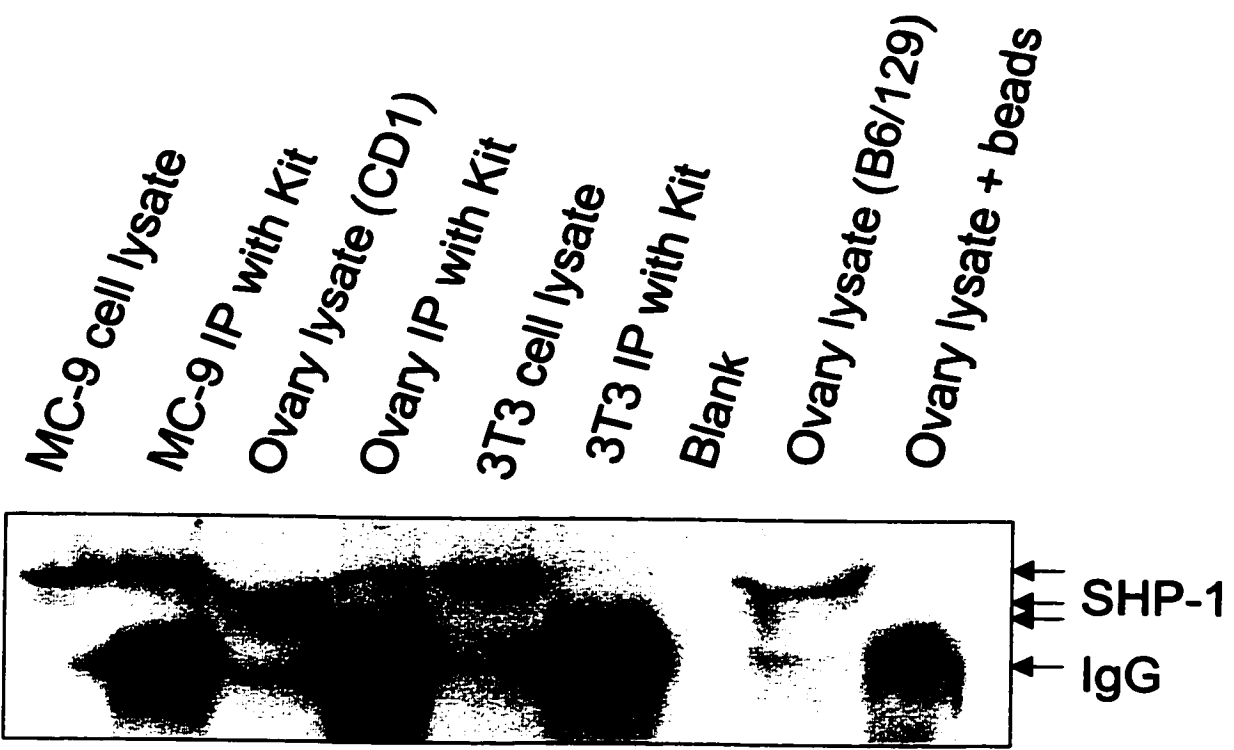 MC-9 cell lysate
MC-9 IP with Kit
Ovary lysate (CD1)
Ovary IP with Kit
3T3 cell lysate
3T3 IP with Kit
Blank
Ovary lysate (B6/129)
Ovary lysate + beads
SHP-1
IgG